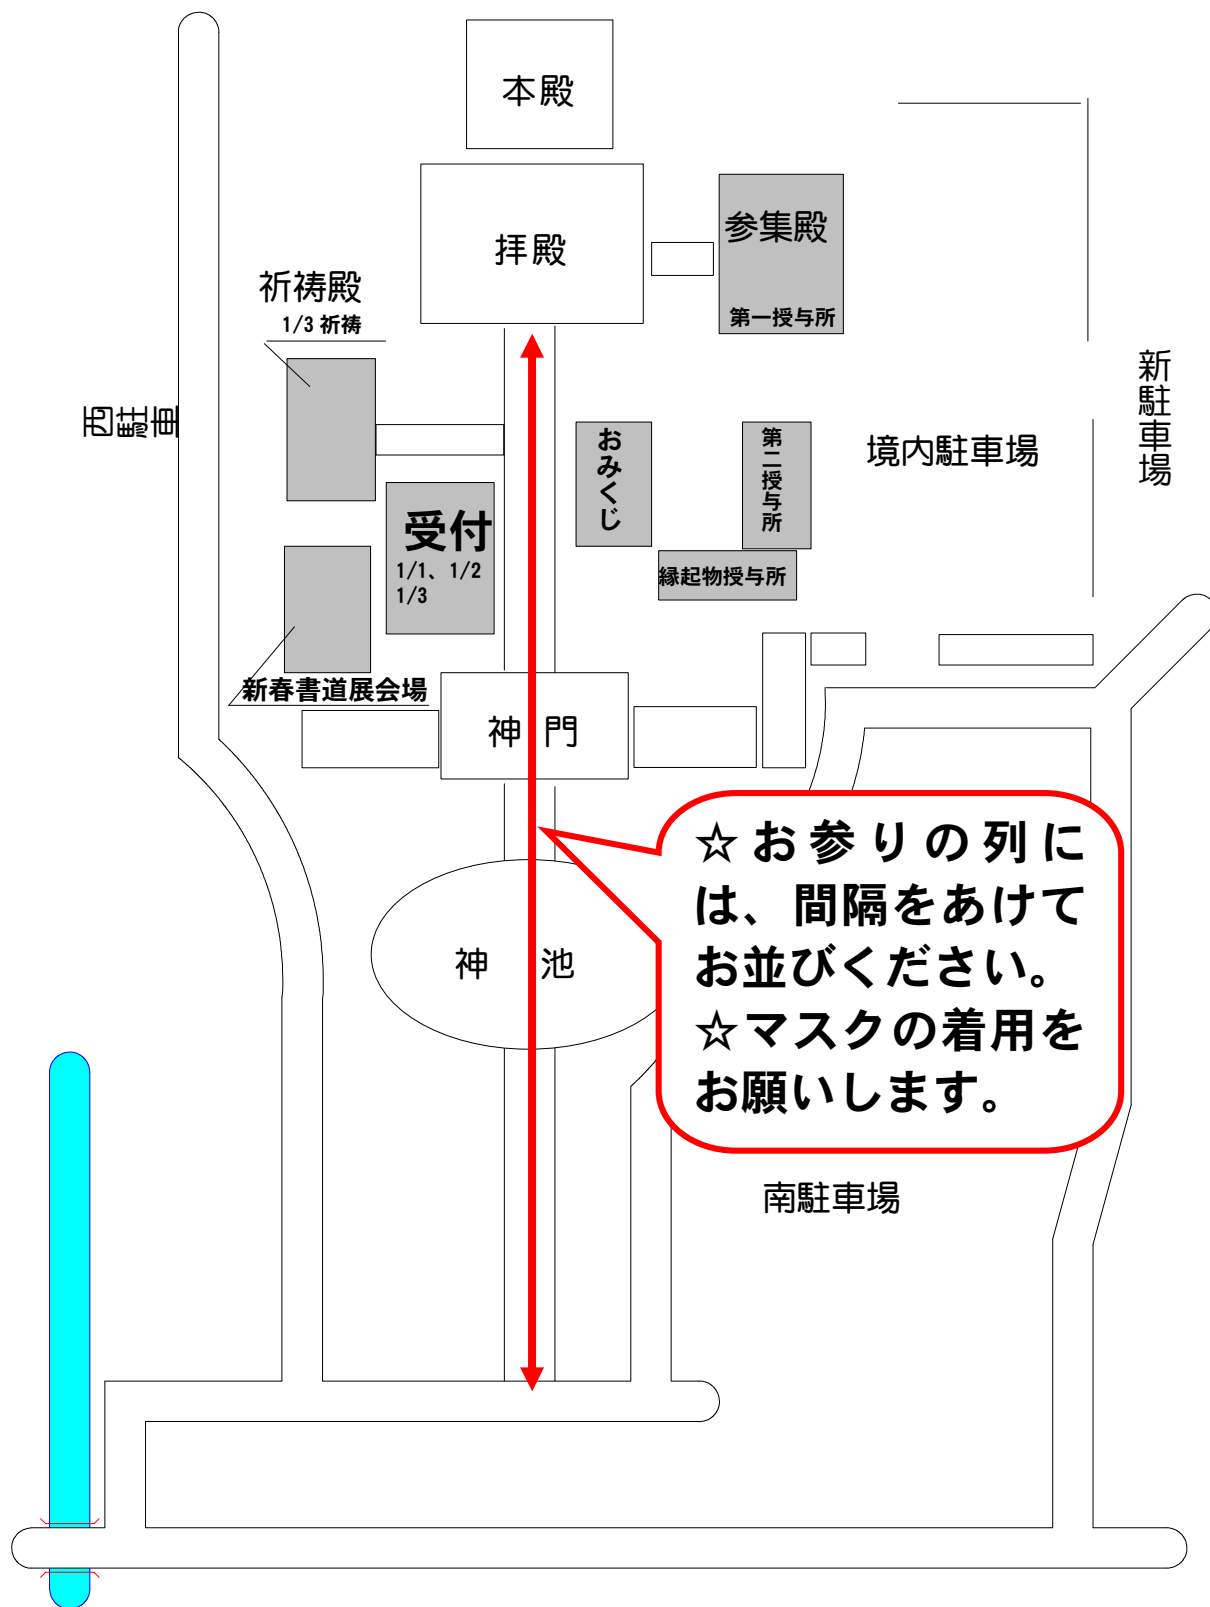 本殿
拝殿
参集殿
第一授与所
祈祷殿
1/3 祈祷
西駐車
新駐車場
境内駐車場
おみくじ
第二授与所
受付
1/1、1/2
1/3
縁起物授与所
新春書道展会場
神門
☆お参りの列に
は、間隔をあけて
お並びください。
☆マスクの着用を
お願いします。
神池
南駐車場